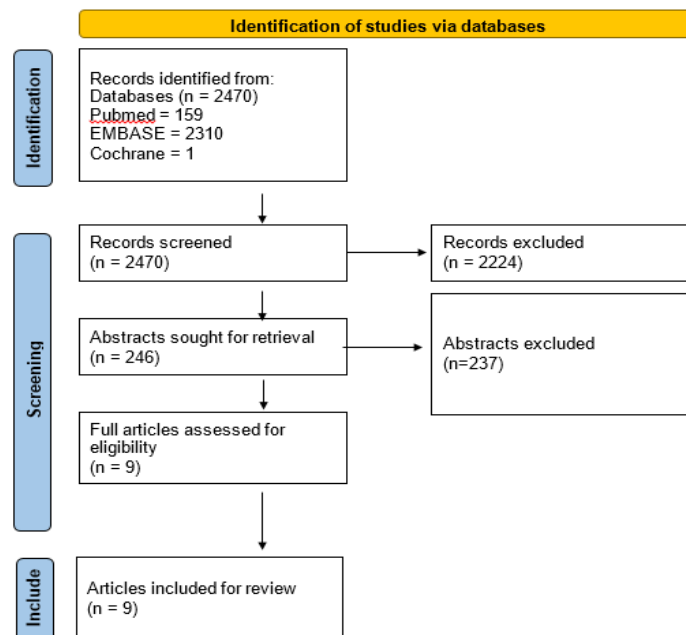 Identification of studies via databases
Identification
Records identified from:
Databases (n = 2470)
Pubmed = 159
EMBASE = 2310
Cochrane = 1
Screening
Records screened
(n = 2470)
Records excluded
(n = 2224)
Abstracts sought for retrieval
(n = 246)
Abstracts excluded
(n=237)
Full articles assessed for
eligibility
(n = 9)
Include
Articles included for review
(n = 9)